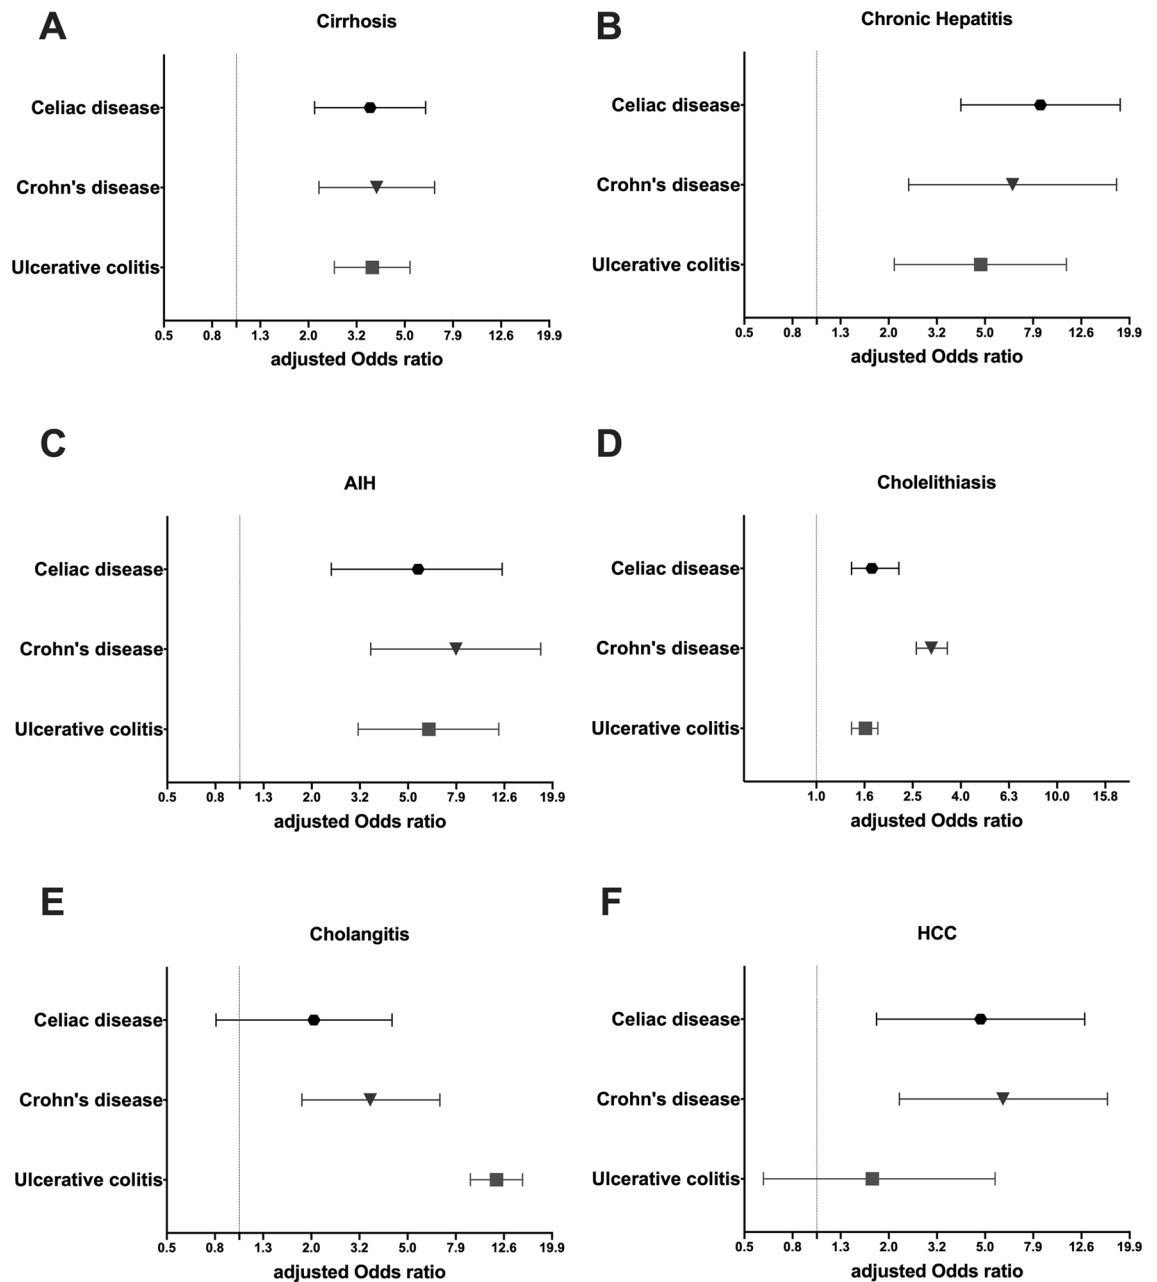 A
Cirrhosis
Celiac disease
Crohn's disease
Ulcerative colitis
0.5 0.8 1.3 2.0 3.2 5.0 7.9 12.6 19.9
adjusted Odds ratio
B
Chronic Hepatitis
Celiac disease
Crohn's disease
Ulcerative colitis
0.5 0.8 1.3 2.0 3.2 5.0 7.9 12.6 19.9
adjusted Odds ratio
C
AIH
Celiac disease
Crohn's disease
Ulcerative colitis
0.5 0.8 1.3 2.0 3.2 5.0 7.9 12.6 19.9
adjusted Odds ratio
D
Cholelithiasis
Celiac disease
Crohn's disease
Ulcerative colitis
1.0 1.6 2.5 4.0 6.3 10.0 15.8
adjusted Odds ratio
E
Cholangitis
Celiac disease
Crohn's disease
Ulcerative colitis
0.5 0.8 1.3 2.0 3.2 5.0 7.9 12.6 19.9
adjusted Odds ratio
F
HCC
Celiac disease
Crohn's disease
Ulcerative colitis
0.5 0.8 1.3 2.0 3.2 5.0 7.9 12.6 19.9
adjusted Odds ratio